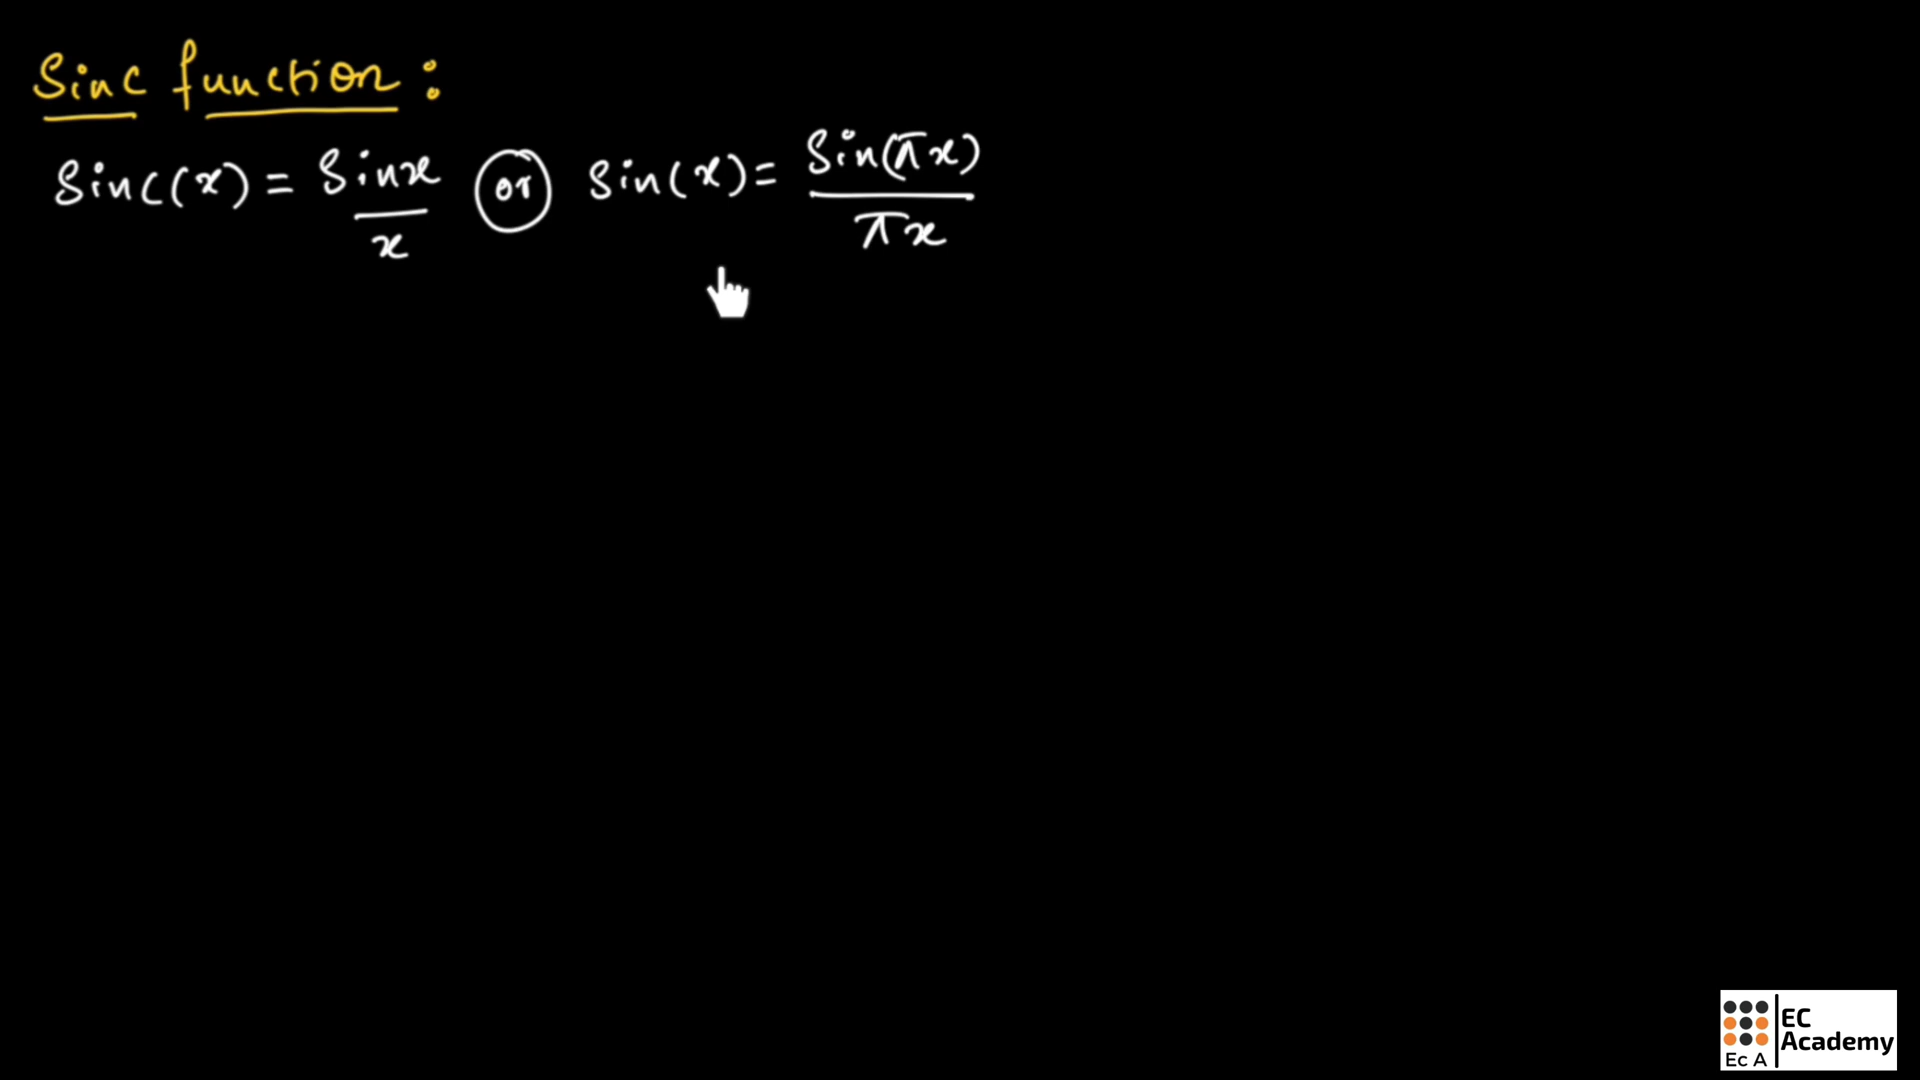 Sinc function :
Sinc(x) = Sinx/x or Sin(x) = Sin(πx)/πx
EC
Academy
Ec A